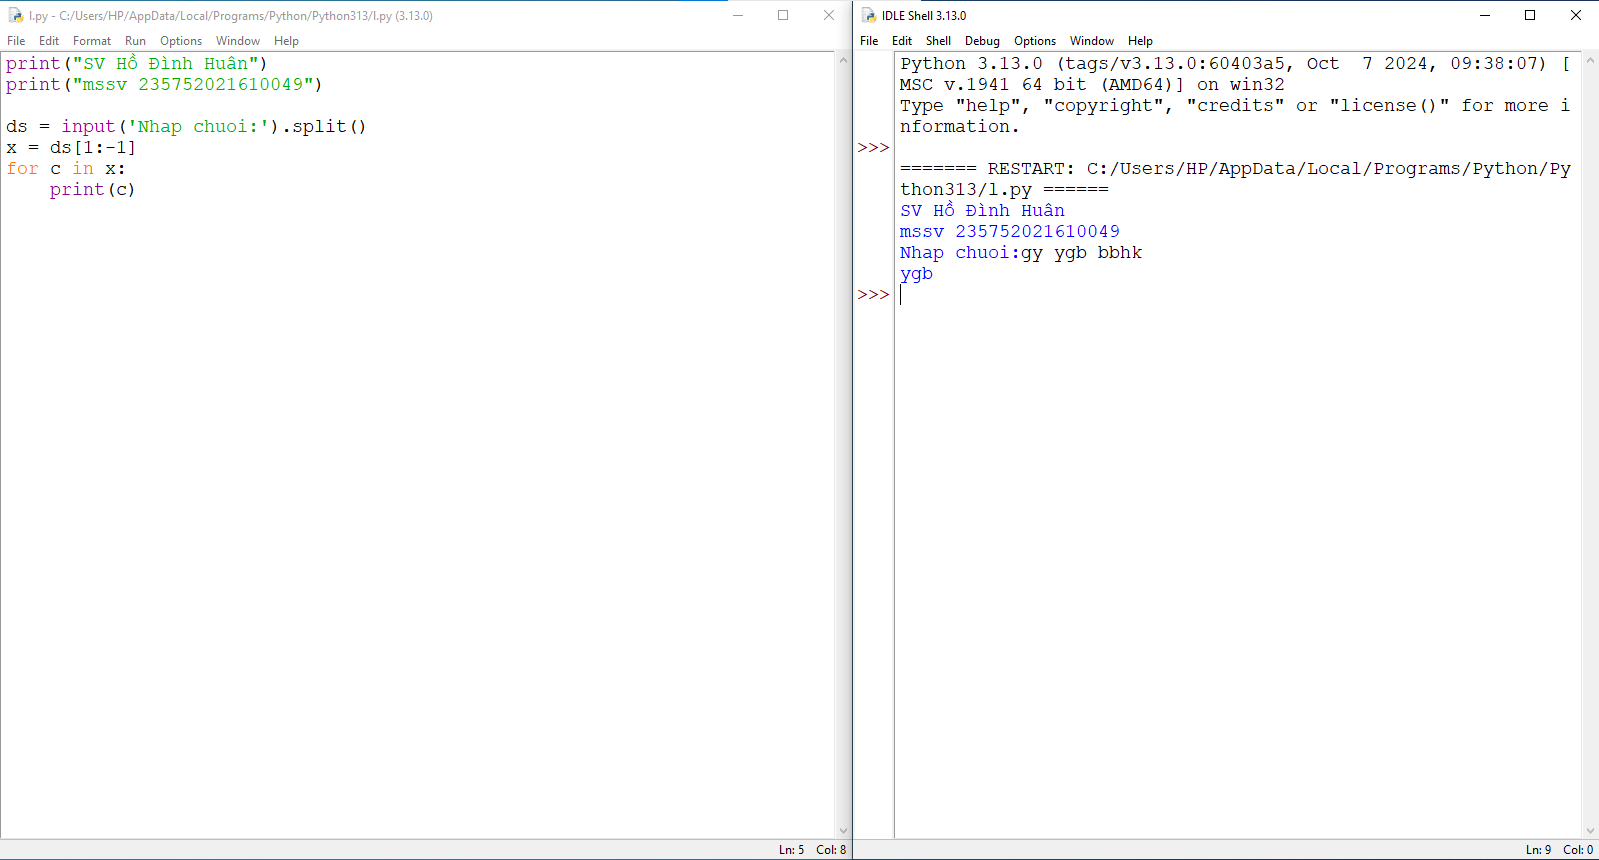 l.py - C:/Users/HP/AppData/Local/Programs/Python/Python313/l.py (3.13.0)
File Edit Format Run Options Window Help
print("SV Hồ Đình Huân")
print("mssv 235752021610049")
ds = input('Nhap chuoi:').split()
x = ds[1:-1]
for c in x:
    print(c)
Ln: 5 Col: 8
IDLE Shell 3.13.0
File Edit Shell Debug Options Window Help
Python 3.13.0 (tags/v3.13.0:60403a5, Oct  7 2024, 09:38:07) [
MSC v.1941 64 bit (AMD64)] on win32
Type "help", "copyright", "credits" or "license()" for more i
nformation.
>>>
======= RESTART: C:/Users/HP/AppData/Local/Programs/Python/Py
thon313/l.py ======
SV Hồ Đình Huân
mssv 235752021610049
Nhap chuoi:gy ygb bbhk
ygb
>>>
Ln: 9 Col: 0